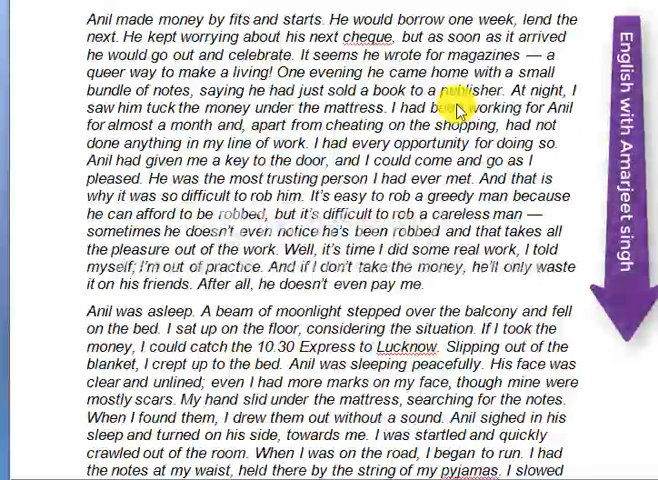 Anil made money by fits and starts. He would borrow one week, lend the
next. He kept worrying about his next cheque, but as soon as it arrived
he would go out and celebrate. It seems he wrote for magazines — a
queer way to make a living! One evening he came home with a small
bundle of notes, saying he had just sold a book to a publisher. At night, I
saw him tuck the money under the mattress. I had been working for Anil
for almost a month and, apart from cheating on the shopping, had not
done anything in my line of work. I had every opportunity for doing so.
Anil had given me a key to the door, and I could come and go as I
pleased. He was the most trusting person I had ever met. And that is
why it was so difficult to rob him. It's easy to rob a greedy man because
he can afford to be robbed, but it's difficult to rob a careless man —
sometimes he doesn't even notice he's been robbed and that takes all
the pleasure out of the work. Well, it's time I did some real work, I told
myself; I'm out of practice. And if I don't take the money, he'll only waste
it on his friends. After all, he doesn't even pay me.
Anil was asleep. A beam of moonlight stepped over the balcony and fell
on the bed. I sat up on the floor, considering the situation. If I took the
money, I could catch the 10.30 Express to Lucknow. Slipping out of the
blanket, I crept up to the bed. Anil was sleeping peacefully. His face was
clear and unlined; even I had more marks on my face, though mine were
mostly scars. My hand slid under the mattress, searching for the notes.
When I found them, I drew them out without a sound. Anil sighed in his
sleep and turned on his side, towards me. I was startled and quickly
crawled out of the room. When I was on the road, I began to run. I had
the notes at my waist, held there by the string of my pyjamas. I slowed
English with Amarjeet singh